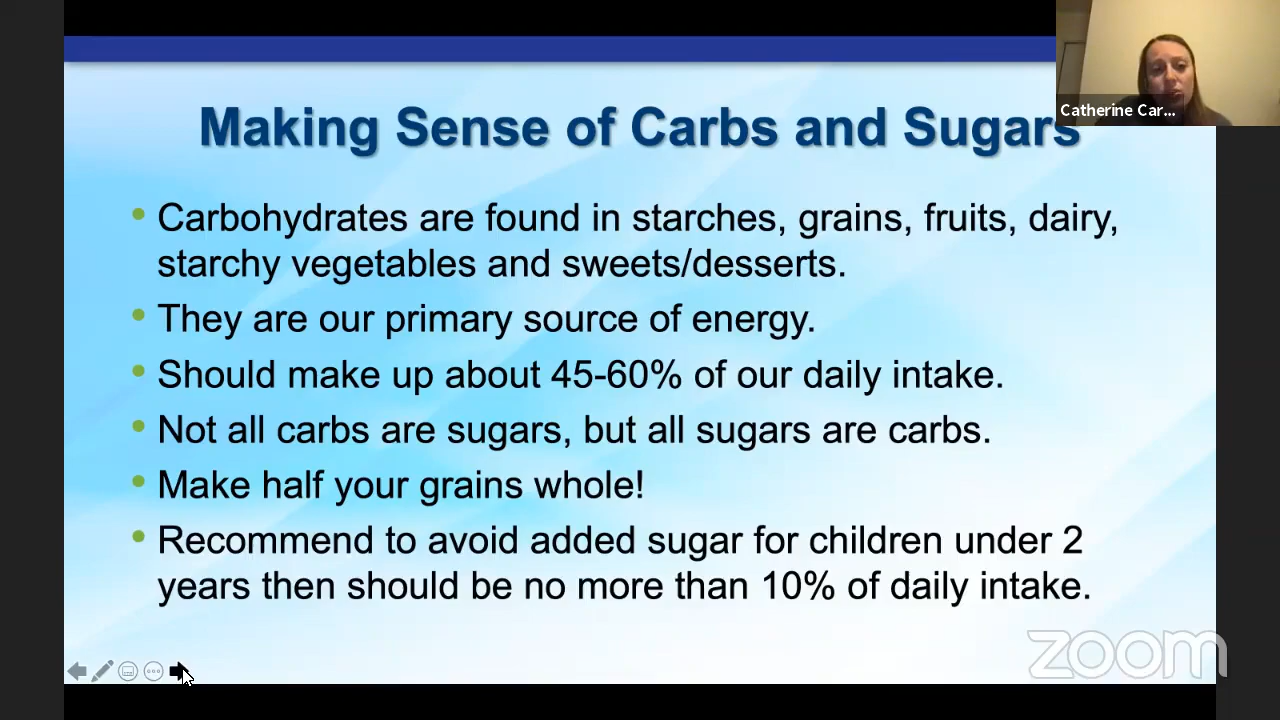 Catherine Car...
Making Sense of Carbs and Sugars
• Carbohydrates are found in starches, grains, fruits, dairy,
starchy vegetables and sweets/desserts.
• They are our primary source of energy.
• Should make up about 45-60% of our daily intake.
• Not all carbs are sugars, but all sugars are carbs.
• Make half your grains whole!
• Recommend to avoid added sugar for children under 2
years then should be no more than 10% of daily intake.
zoom